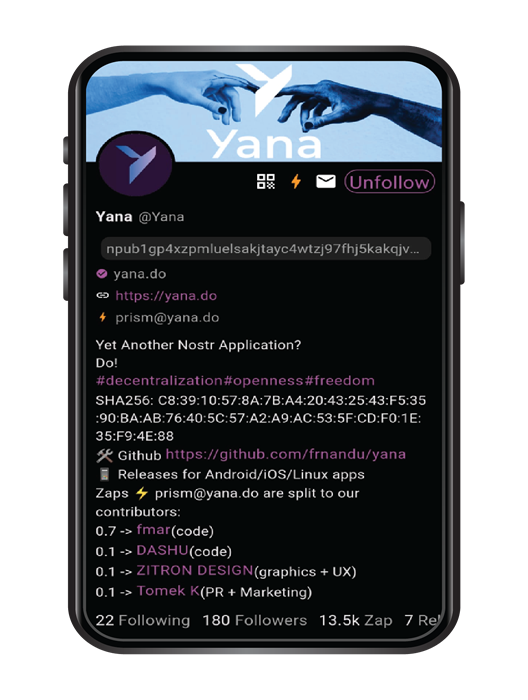 Yana
Unfollow
Yana @Yana
npub1gp4xzpmluelsakjtayc4wtzj97fhj5kakqjv...
yana.do
https://yana.do
prism@yana.do
Yet Another Nostr Application?
Do!
#decentralization#openness#freedom
SHA256: C8:39:10:57:8A:7B:A4:20:43:25:43:F5:35
:90:BA:AB:76:40:5C:57:A2:A9:AC:53:5F:CD:F0:1E:
35:F9:4E:88
🛠 Github https://github.com/frnandu/yana
📱 Releases for Android/iOS/Linux apps
Zaps ⚡ prism@yana.do are split to our
contributors:
0.7 -> fmar(code)
0.1 -> DASHU(code)
0.1 -> ZITRON DESIGN(graphics + UX)
0.1 -> Tomek K(PR + Marketing)
22 Following 180 Followers 13.5k Zap 7 Rel